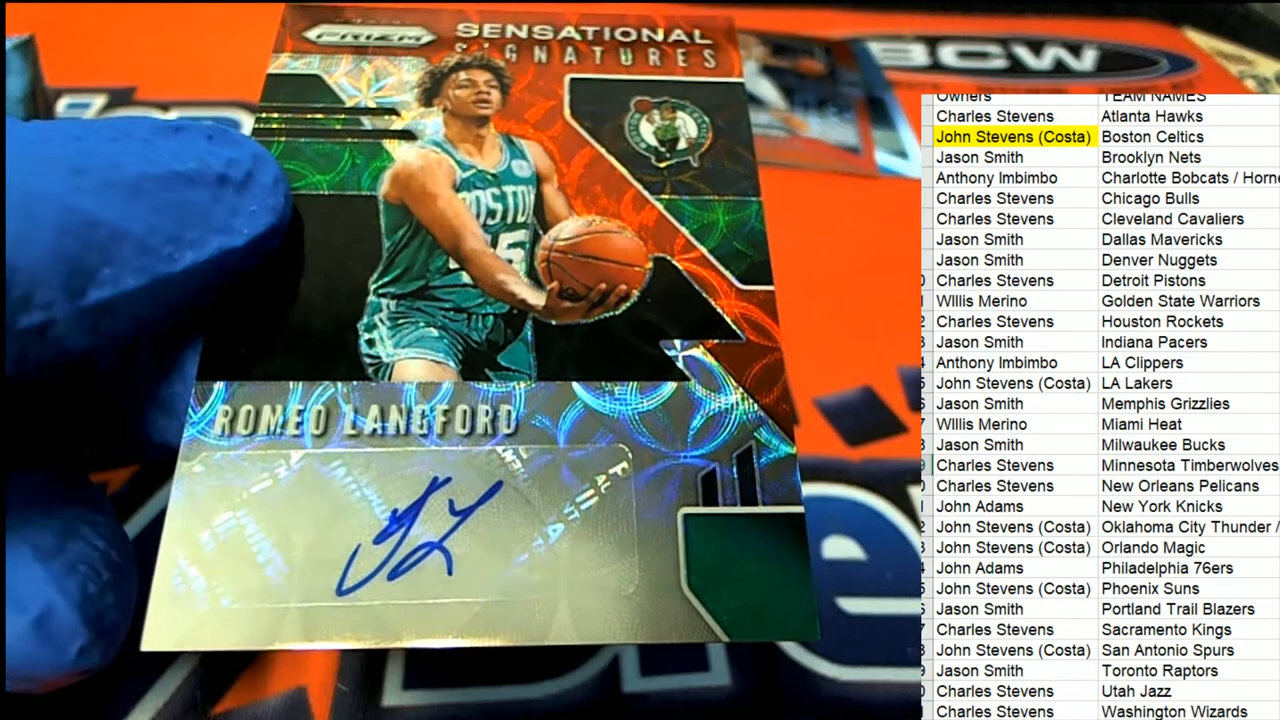 PRIZM
SENSATIONAL
SIGNATURES
BCW
BOSTON
ROMEO LANGFORD
Owners TEAM NAMES
Charles Stevens Atlanta Hawks
John Stevens (Costa) Boston Celtics
Jason Smith Brooklyn Nets
Anthony Imbimbo Charlotte Bobcats / Horne
Charles Stevens Chicago Bulls
Charles Stevens Cleveland Cavaliers
Jason Smith Dallas Mavericks
Jason Smith Denver Nuggets
Charles Stevens Detroit Pistons
WIllis Merino Golden State Warriors
Charles Stevens Houston Rockets
Jason Smith Indiana Pacers
Anthony Imbimbo LA Clippers
John Stevens (Costa) LA Lakers
Jason Smith Memphis Grizzlies
WIllis Merino Miami Heat
Jason Smith Milwaukee Bucks
Charles Stevens Minnesota Timberwolves
Charles Stevens New Orleans Pelicans
John Adams New York Knicks
John Stevens (Costa) Oklahoma City Thunder /
John Stevens (Costa) Orlando Magic
John Adams Philadelphia 76ers
John Stevens (Costa) Phoenix Suns
Jason Smith Portland Trail Blazers
Charles Stevens Sacramento Kings
John Stevens (Costa) San Antonio Spurs
Jason Smith Toronto Raptors
Charles Stevens Utah Jazz
Charles Stevens Washington Wizards